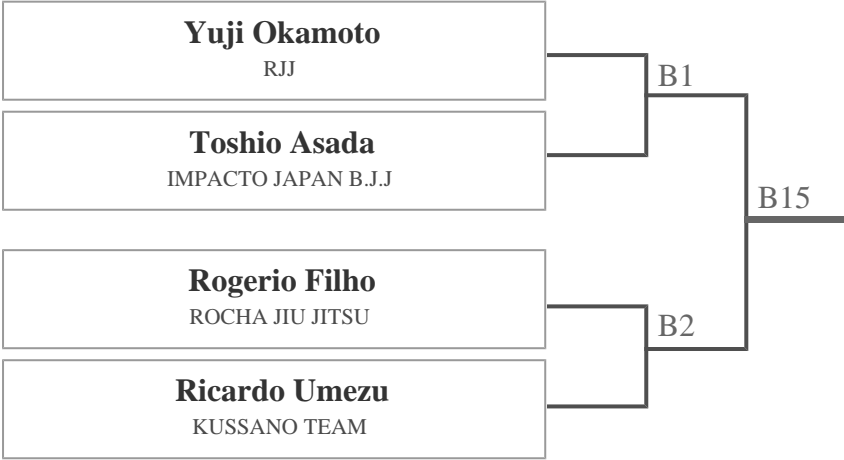 Yuji Okamoto
RJJ
B1
Toshio Asada
IMPACTO JAPAN B.J.J
B15
Rogerio Filho
ROCHA JIU JITSU
B2
Ricardo Umezu
KUSSANO TEAM